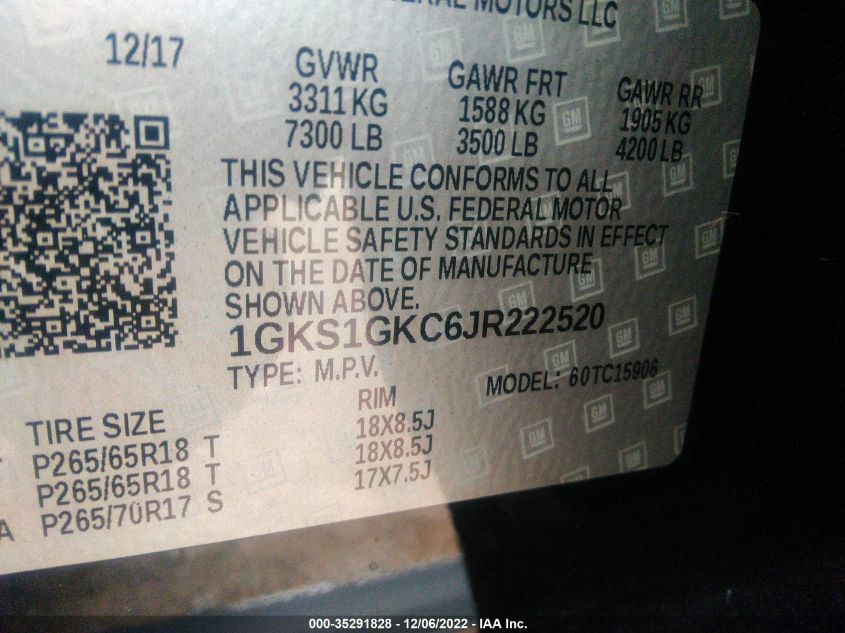 GENERAL MOTORS LLC
12/17
GVWR GAWR FRT GAWR RR
3311 KG 1588 KG 1905 KG
7300 LB 3500 LB 4200 LB
THIS VEHICLE CONFORMS TO ALL
APPLICABLE U.S. FEDERAL MOTOR
VEHICLE SAFETY STANDARDS IN EFFECT
ON THE DATE OF MANUFACTURE
SHOWN ABOVE.
1GKS1GKC6JR222520
TYPE: M.P.V. MODEL: 60TC15906
TIRE SIZE RIM
P265/65R18 T 18X8.5J
P265/65R18 T 18X8.5J
A P265/70R17 S 17X7.5J
000-35291828 - 12/06/2022 - IAA Inc.